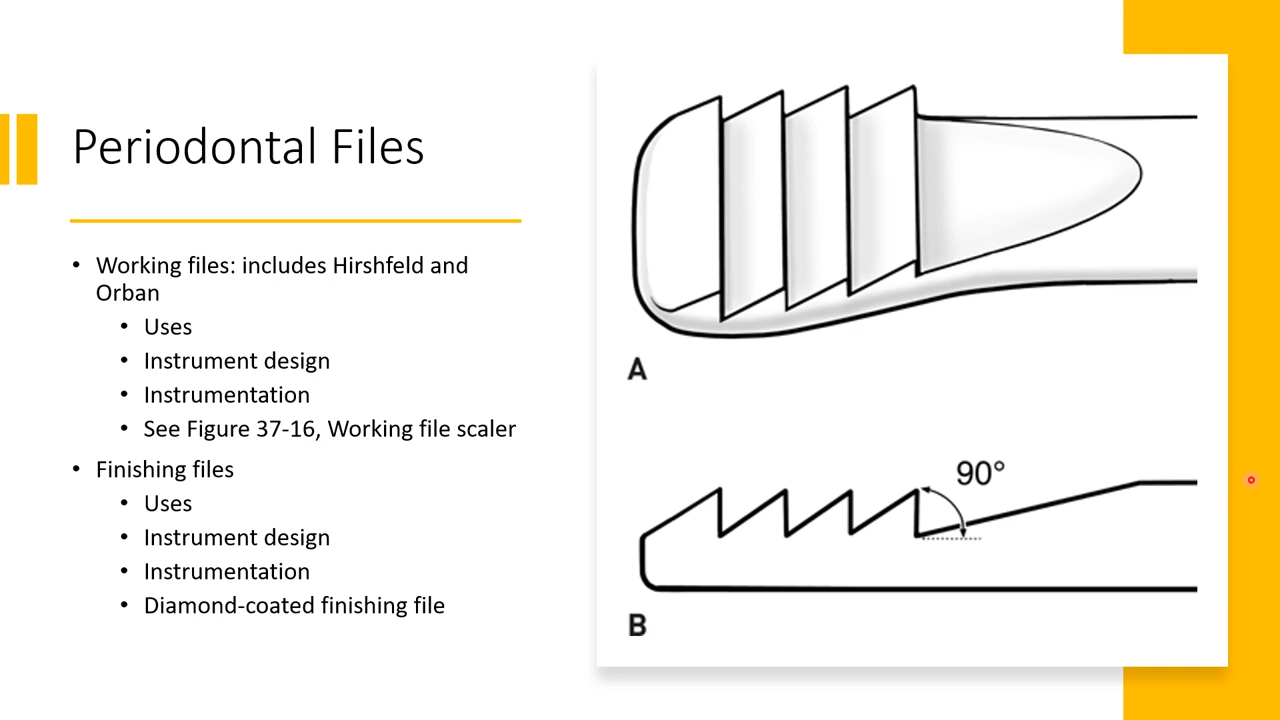 Periodontal Files
• Working files: includes Hirshfeld and
Orban
• Uses
• Instrument design
• Instrumentation
• See Figure 37-16, Working file scaler
• Finishing files
• Uses
• Instrument design
• Instrumentation
• Diamond-coated finishing file
A
90°
B